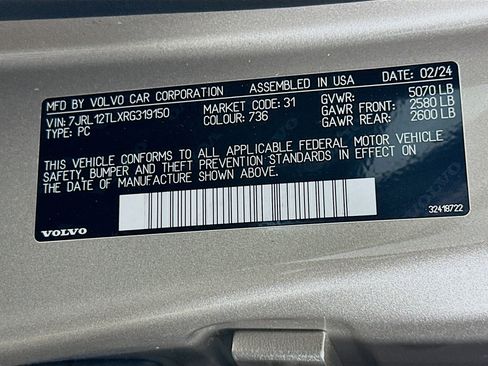 MFD BY VOLVO CAR CORPORATION ASSEMBLED IN USA DATE: 02/24
VIN: 7JRL12TLXRG319150 MARKET CODE: 31 GVWR: 5070 LB
TYPE: PC COLOUR: 736 GAWR FRONT: 2580 LB
GAWR REAR: 2600 LB
THIS VEHICLE CONFORMS TO ALL APPLICABLE FEDERAL MOTOR VEHICLE
SAFETY, BUMPER AND THEFT PREVENTION STANDARDS IN EFFECT ON
THE DATE OF MANUFACTURE SHOWN ABOVE.
VOLVO 32418722